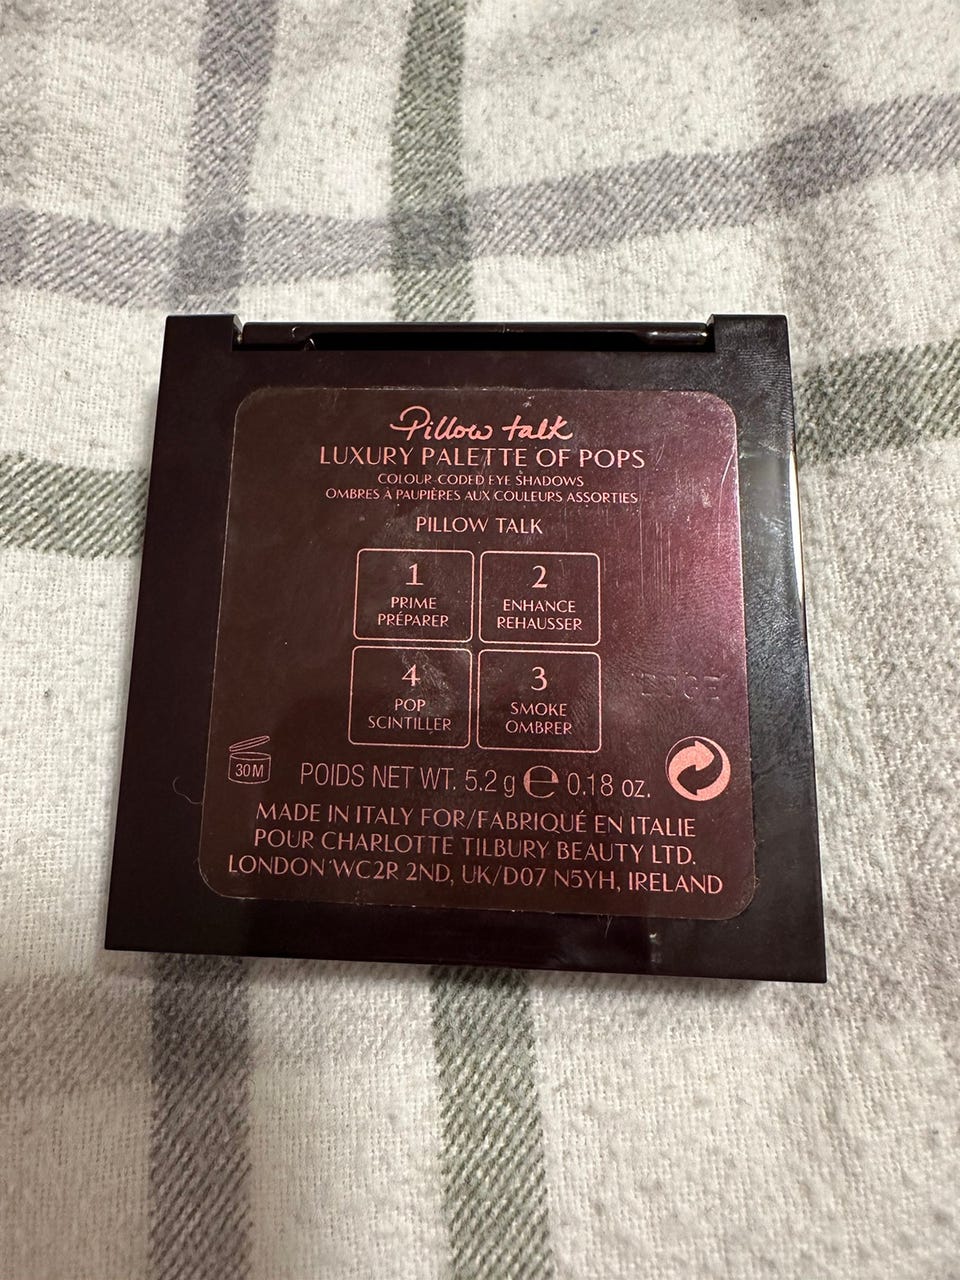 Pillow talk
LUXURY PALETTE OF POPS
COLOUR-CODED EYE SHADOWS
OMBRES À PAUPIÈRES AUX COULEURS ASSORTIES
PILLOW TALK
1
PRIME
PRÉPARER
2
ENHANCE
REHAUSSER
4
POP
SCINTILLER
3
SMOKE
OMBRER
30M
POIDS NET WT. 5.2 g e 0.18 oz.
MADE IN ITALY FOR/FABRIQUÉ EN ITALIE
POUR CHARLOTTE TILBURY BEAUTY LTD.
LONDON WC2R 2ND, UK/D07 N5YH, IRELAND